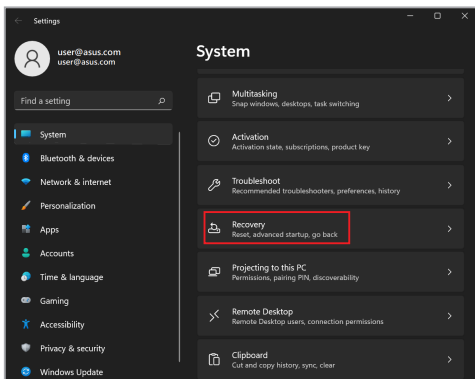 Settings
user@asus.com
user@asus.com
Find a setting
System
Bluetooth & devices
Network & internet
Personalization
Apps
Accounts
Time & language
Gaming
Accessibility
Privacy & security
Windows Update
System
Multitasking
Snap windows, desktops, task switching
Activation
Activation state, subscriptions, product key
Troubleshoot
Recommended troubleshooters, preferences, history
Recovery
Reset, advanced startup, go back
Projecting to this PC
Permissions, pairing PIN, discoverability
Remote Desktop
Remote Desktop users, connection permissions
Clipboard
Cut and copy history, sync, clear